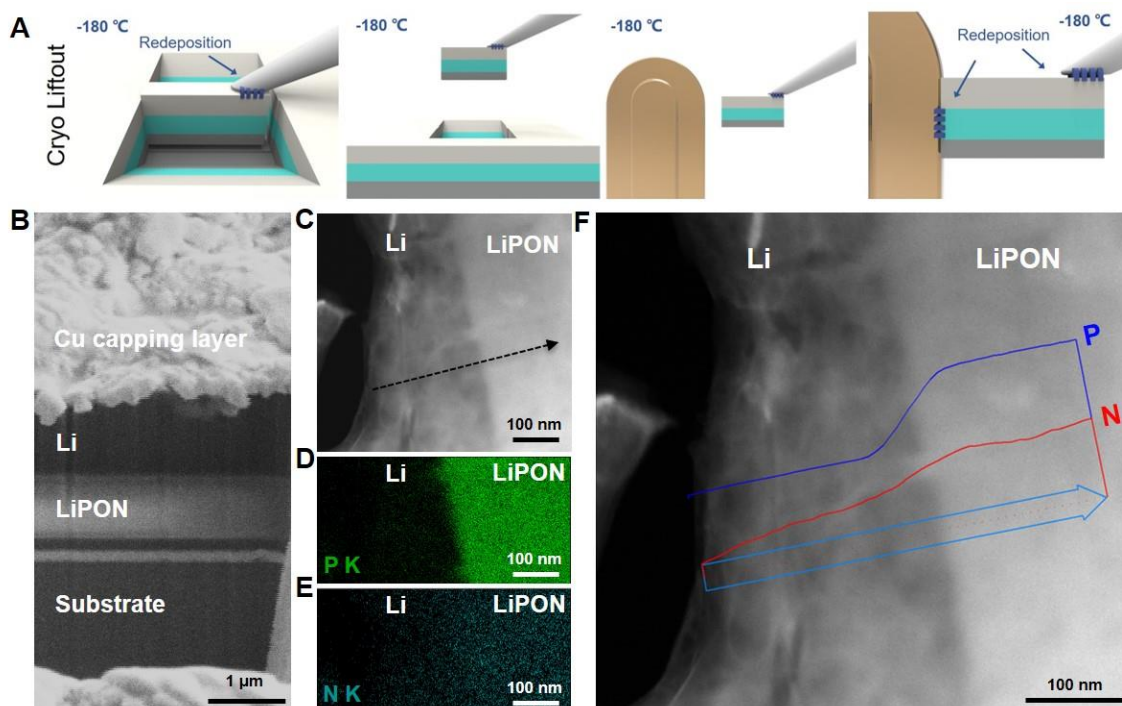 A
Cryo Liftout
-180 ℃
Redeposition
-180 ℃
-180 ℃
-180 ℃
Redeposition
B
Cu capping layer
Li
LiPON
Substrate
1 μm
C
Li
LiPON
100 nm
D
Li
LiPON
P K
100 nm
E
Li
LiPON
N K
100 nm
F
Li
LiPON
P
N
100 nm